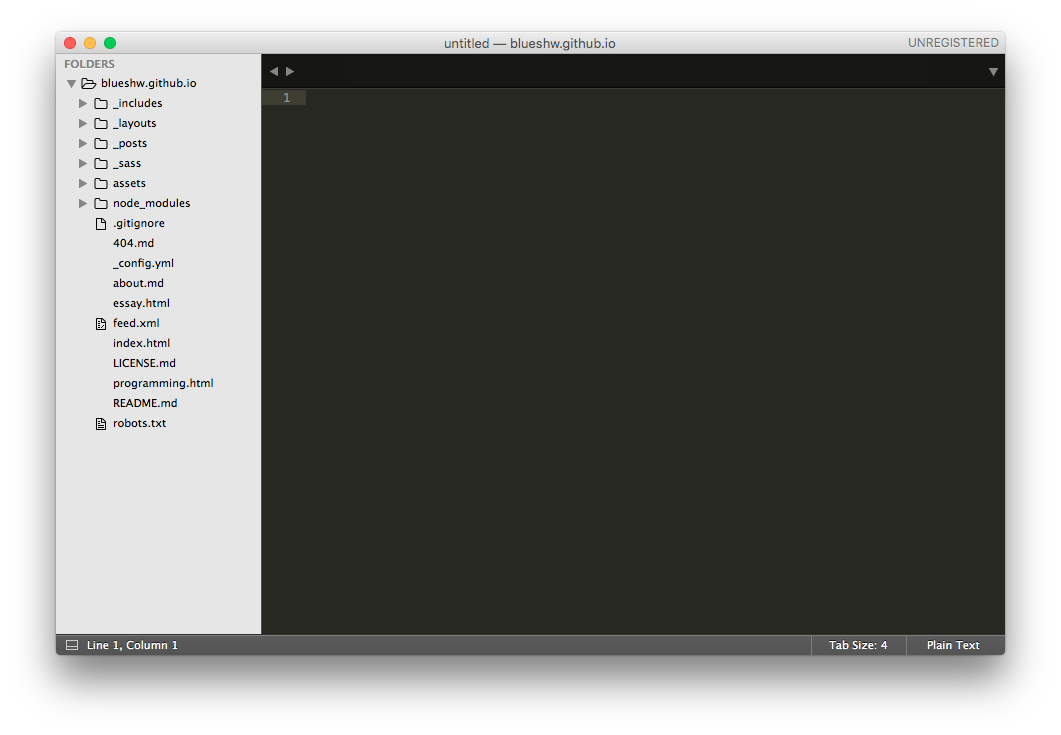 untitled — blueshw.github.io
UNREGISTERED
FOLDERS
blueshw.github.io
_includes
_layouts
_posts
_sass
assets
node_modules
.gitignore
404.md
_config.yml
about.md
essay.html
feed.xml
index.html
LICENSE.md
programming.html
README.md
robots.txt
1
Line 1, Column 1
Tab Size: 4
Plain Text